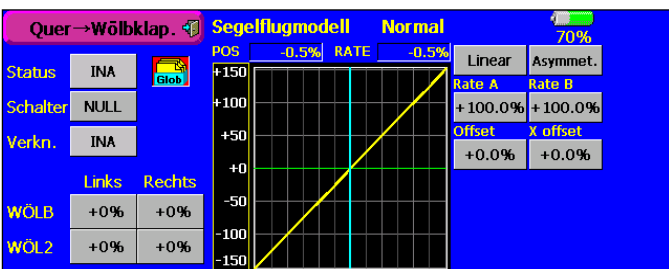 Quer→Wölbklap. Segelflugmodell Normal 70%
POS -0.5% RATE -0.5%
Status INA Glob
Schalter NULL
Verkn. INA
Links Rechts
WÖLB +0% +0%
WÖL2 +0% +0%
+150
+100
+50
+0
-50
-100
-150
Linear Asymmet.
Rate A Rate B
+100.0% +100.0%
Offset X offset
+0.0% +0.0%